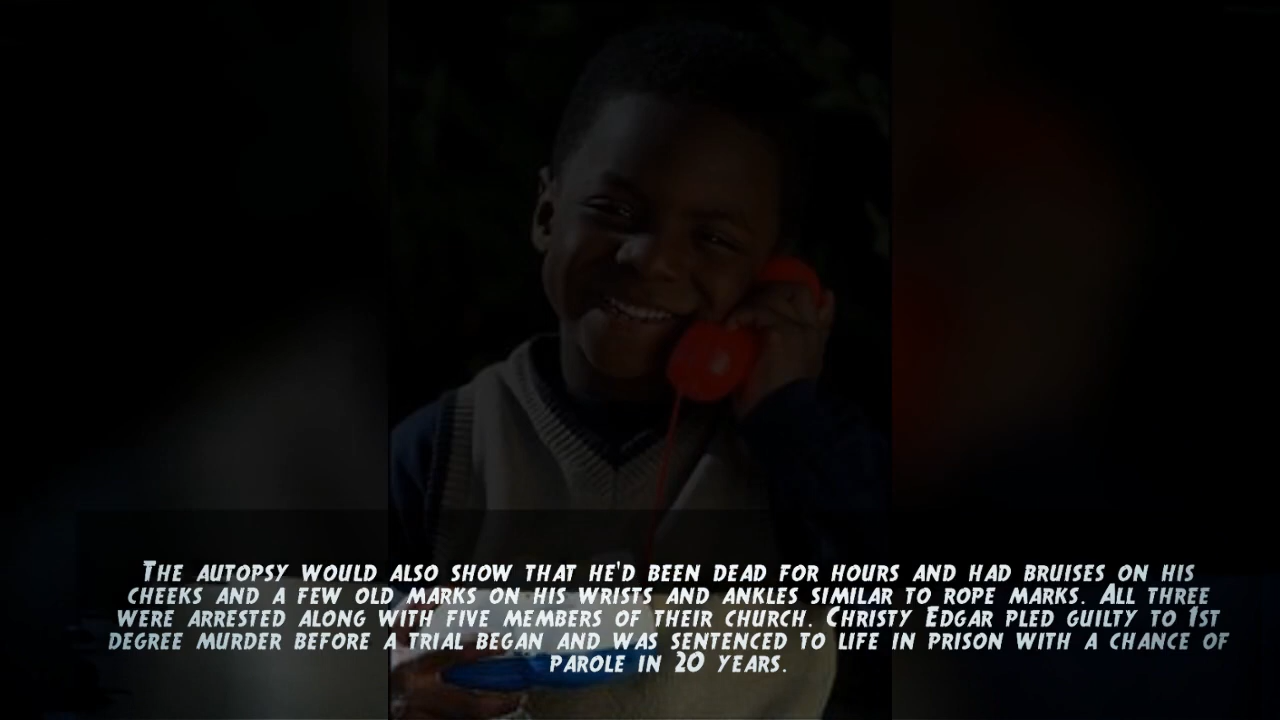 The autopsy would also show that he'd been dead for hours and had bruises on his
cheeks and a few old marks on his wrists and ankles similar to rope marks. All three
were arrested along with five members of their church. Christy Edgar pled guilty to 1st
degree murder before a trial began and was sentenced to life in prison with a chance of
parole in 20 years.